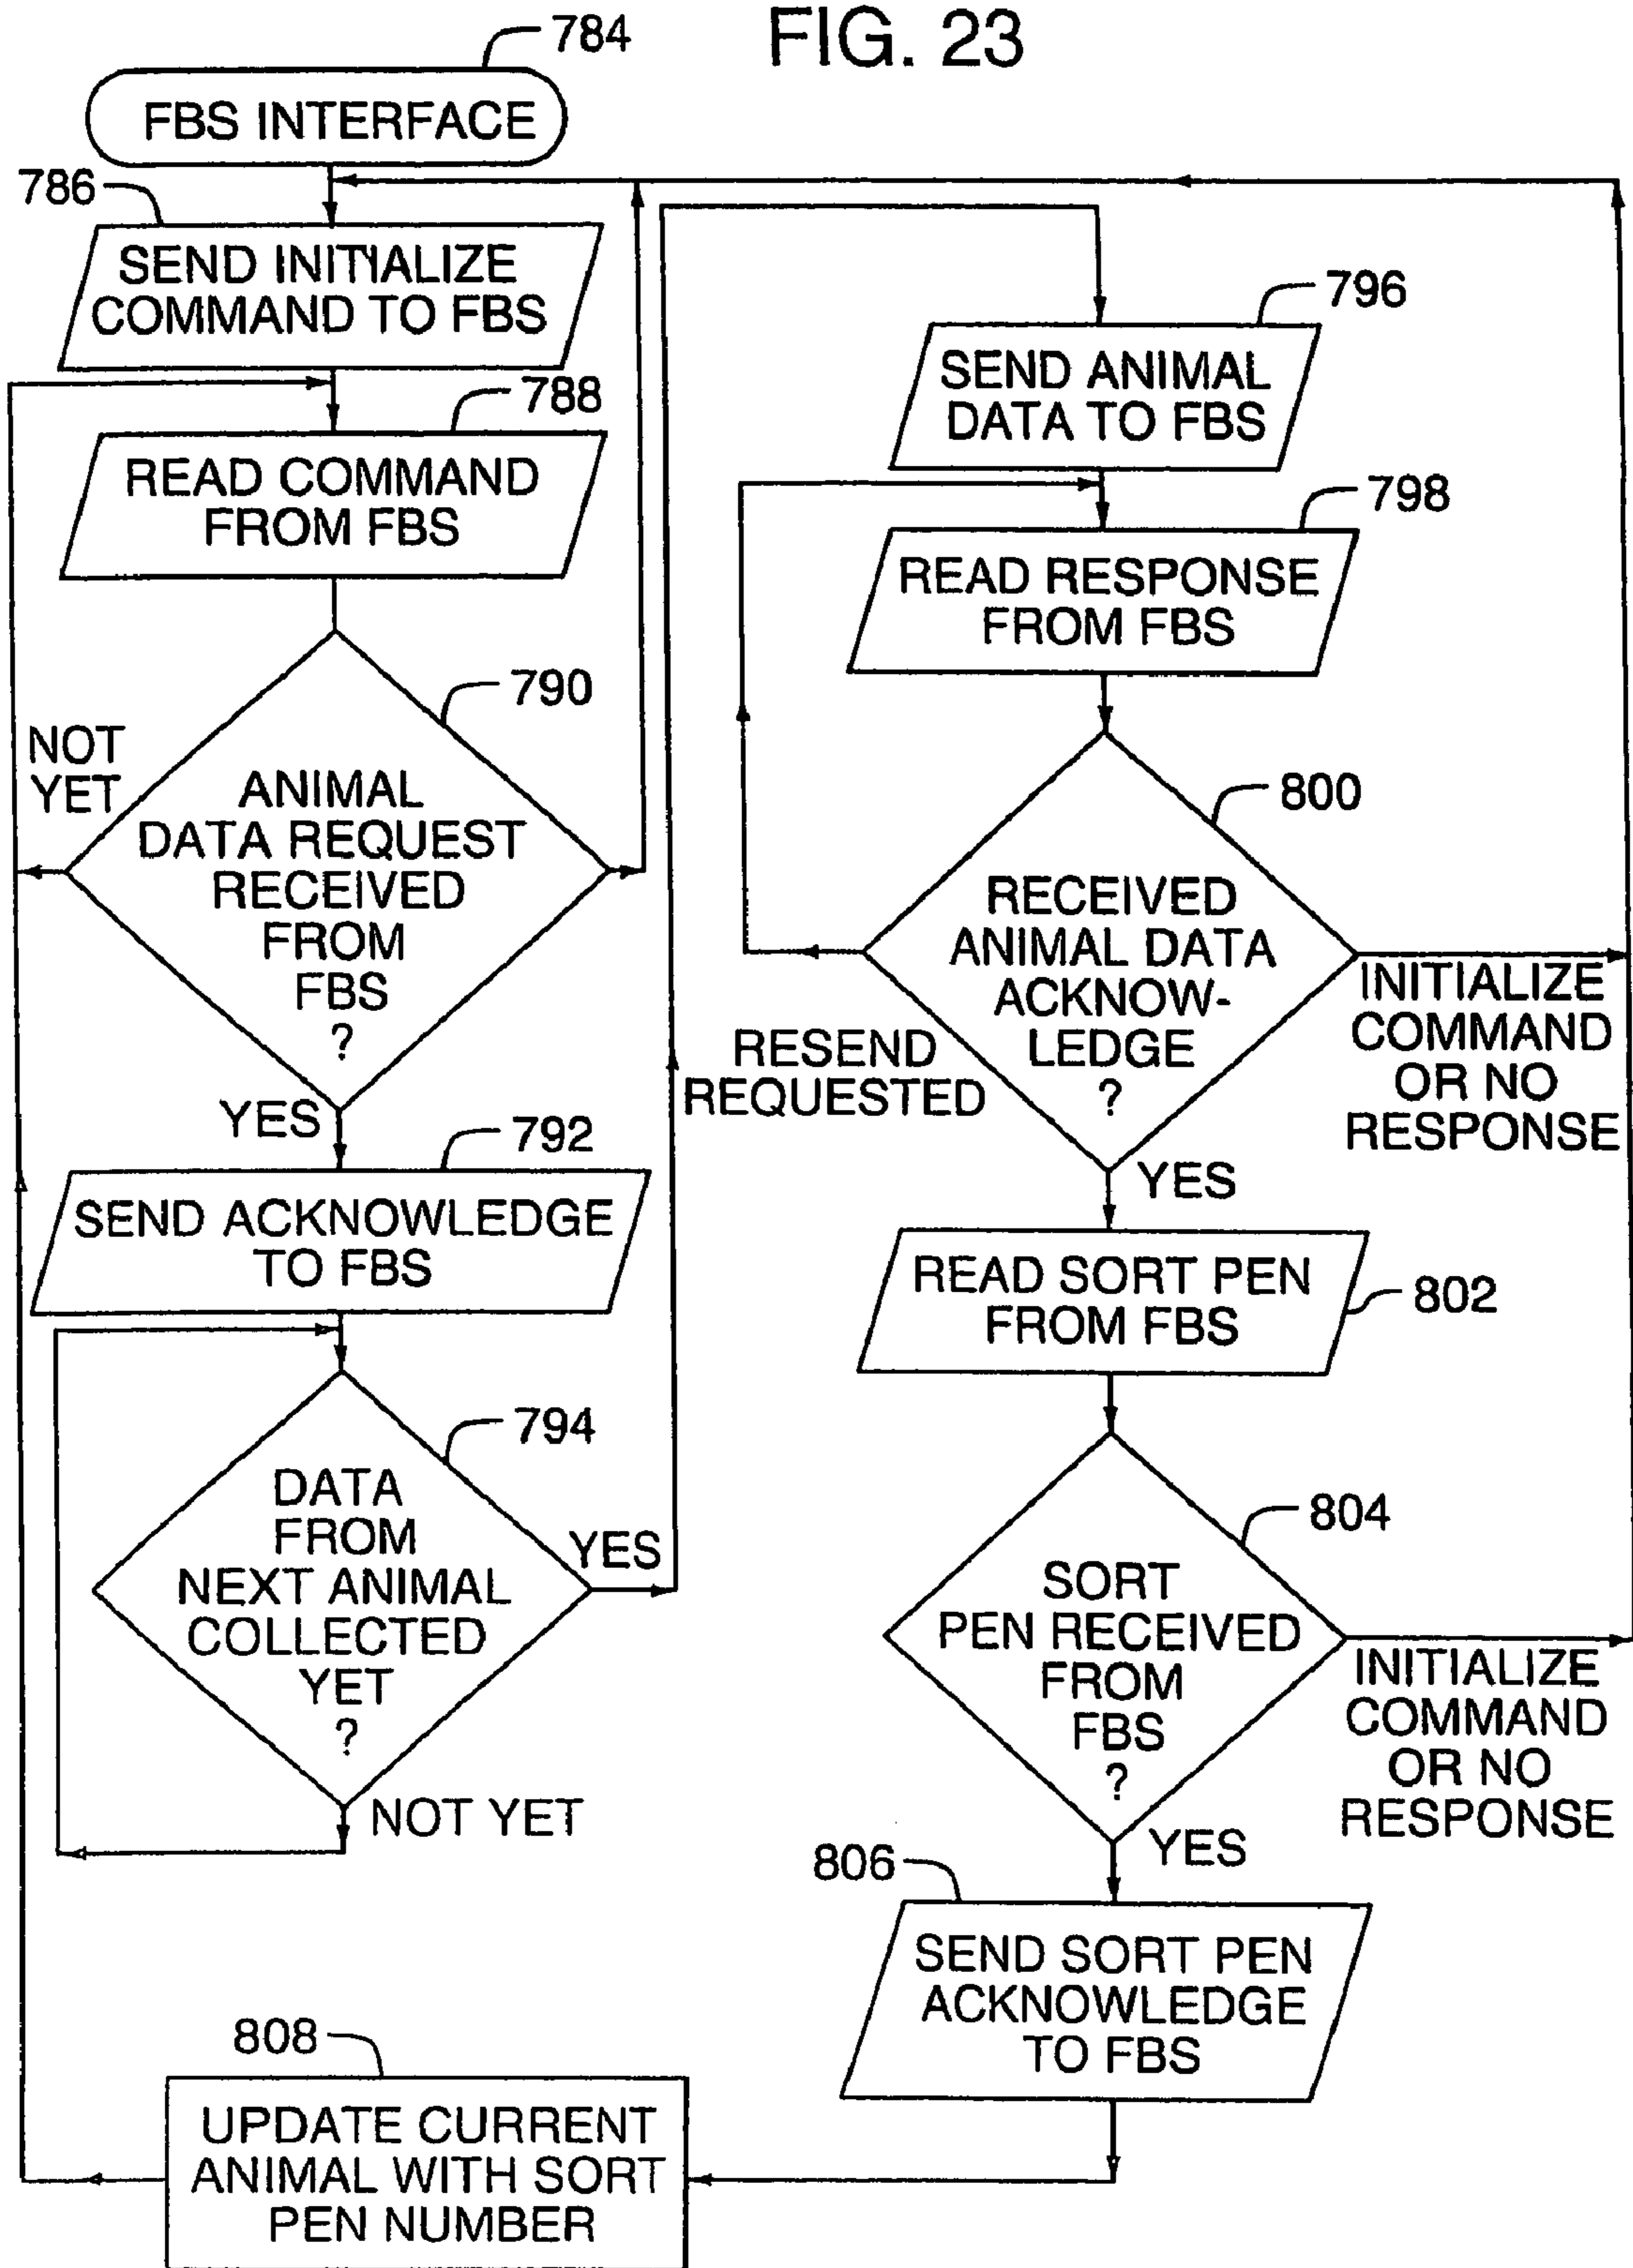 FIG. 23
784
FBS INTERFACE
786
SEND INITIALIZE
COMMAND TO FBS
788
READ COMMAND
FROM FBS
790
NOT
YET
ANIMAL
DATA REQUEST
RECEIVED
FROM
FBS
?
YES
792
SEND ACKNOWLEDGE
TO FBS
794
DATA
FROM
NEXT ANIMAL
COLLECTED
YET
?
YES
NOT YET
796
SEND ANIMAL
DATA TO FBS
798
READ RESPONSE
FROM FBS
800
RECEIVED
ANIMAL DATA
ACKNOW-
LEDGE
?
RESEND
REQUESTED
INITIALIZE
COMMAND
OR NO
RESPONSE
YES
READ SORT PEN
FROM FBS
802
804
SORT
PEN RECEIVED
FROM
FBS
?
INITIALIZE
COMMAND
OR NO
RESPONSE
YES
806
SEND SORT PEN
ACKNOWLEDGE
TO FBS
808
UPDATE CURRENT
ANIMAL WITH SORT
PEN NUMBER